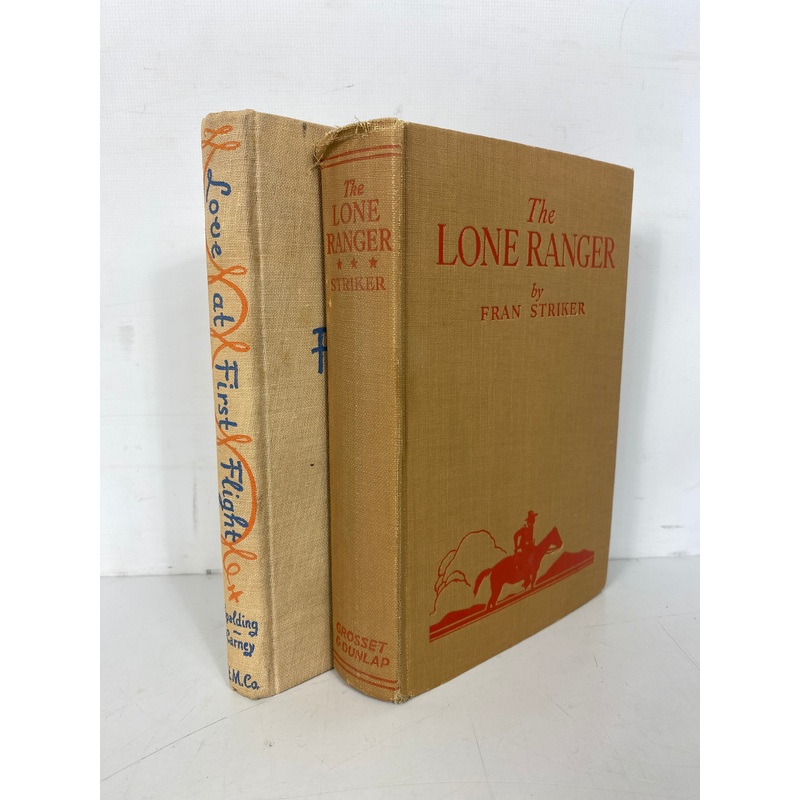 Love at First Flight
Spalding
Carney
H.M.Co.
F
The
LONE
RANGER
★ ★ ★
STRIKER
GROSSET
& DUNLAP
The
LONE RANGER
by
FRAN STRIKER